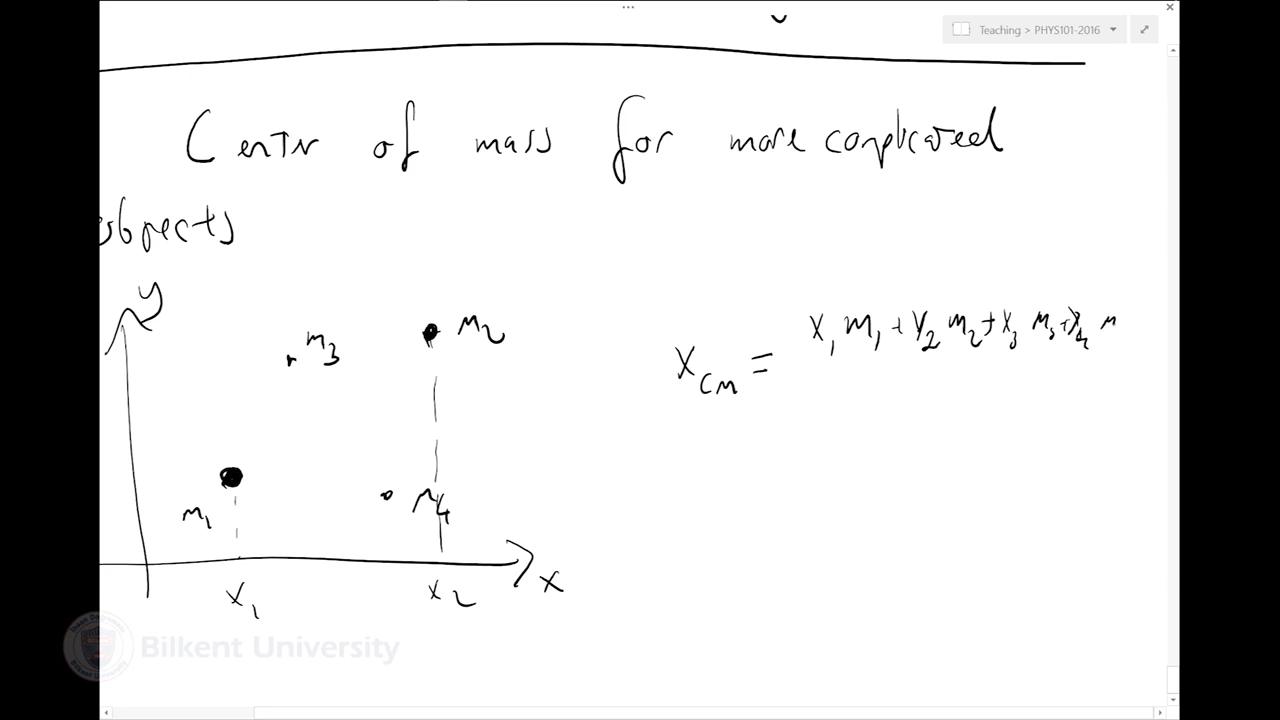 Teaching > PHYS101-2016
Center of mass for more complicated
objects
y
m3
M2
x1 m1 + x2 m2 + x3 m3 + x4 m
xCM =
m1
M4
x
x1
x2
Bilkent University